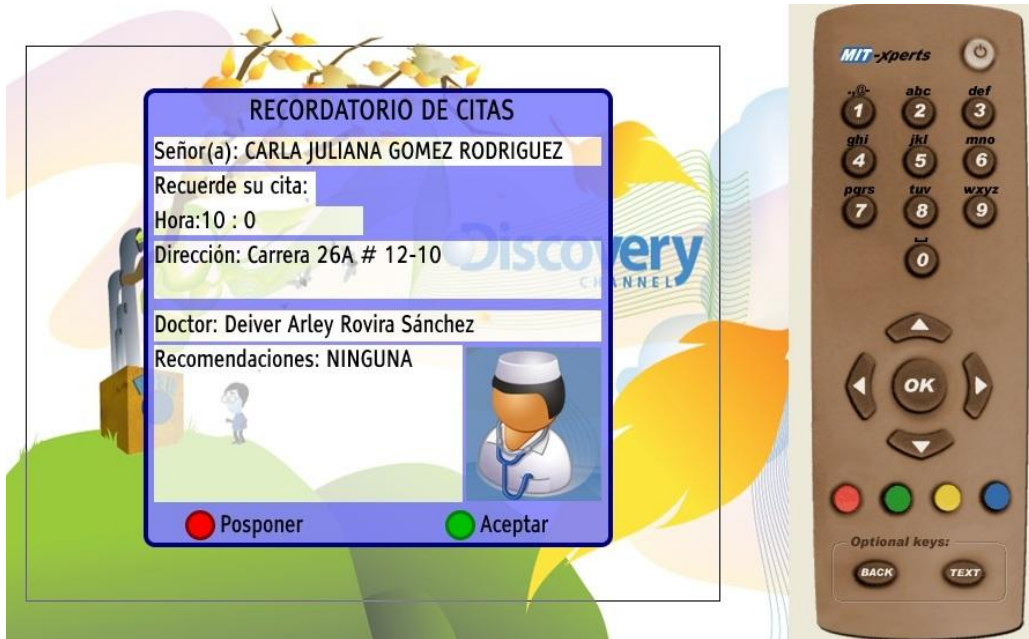 RECORDATORIO DE CITAS
Señor(a): CARLA JULIANA GOMEZ RODRIGUEZ
Recuerde su cita:
Hora:10 : 0
Dirección: Carrera 26A # 12-10
Discovery
CHANNEL
Doctor: Deiver Arley Rovira Sánchez
Recomendaciones: NINGUNA
Posponer Aceptar
MIT-xperts
.,@- abc def
1 2 3
ghi jkl mno
4 5 6
pqrs tuv wxyz
7 8 9
0
OK
Optional keys:
BACK TEXT